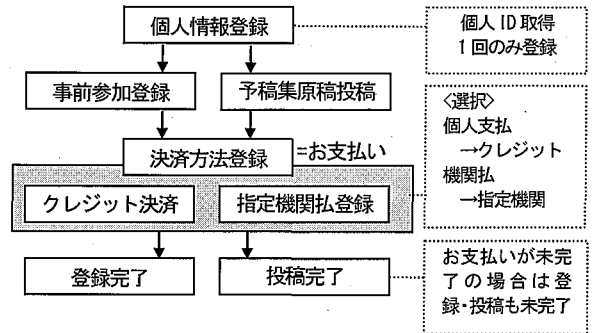 個人情報登録
個人ID取得
1回のみ登録
事前参加登録
予稿集原稿投稿
決済方法登録
=お支払い
〈選択〉
個人支払
→クレジット
機関払
→指定機関
クレジット決済
指定機関払登録
登録完了
投稿完了
お支払いが未完
了の場合は登
録・投稿も未完了